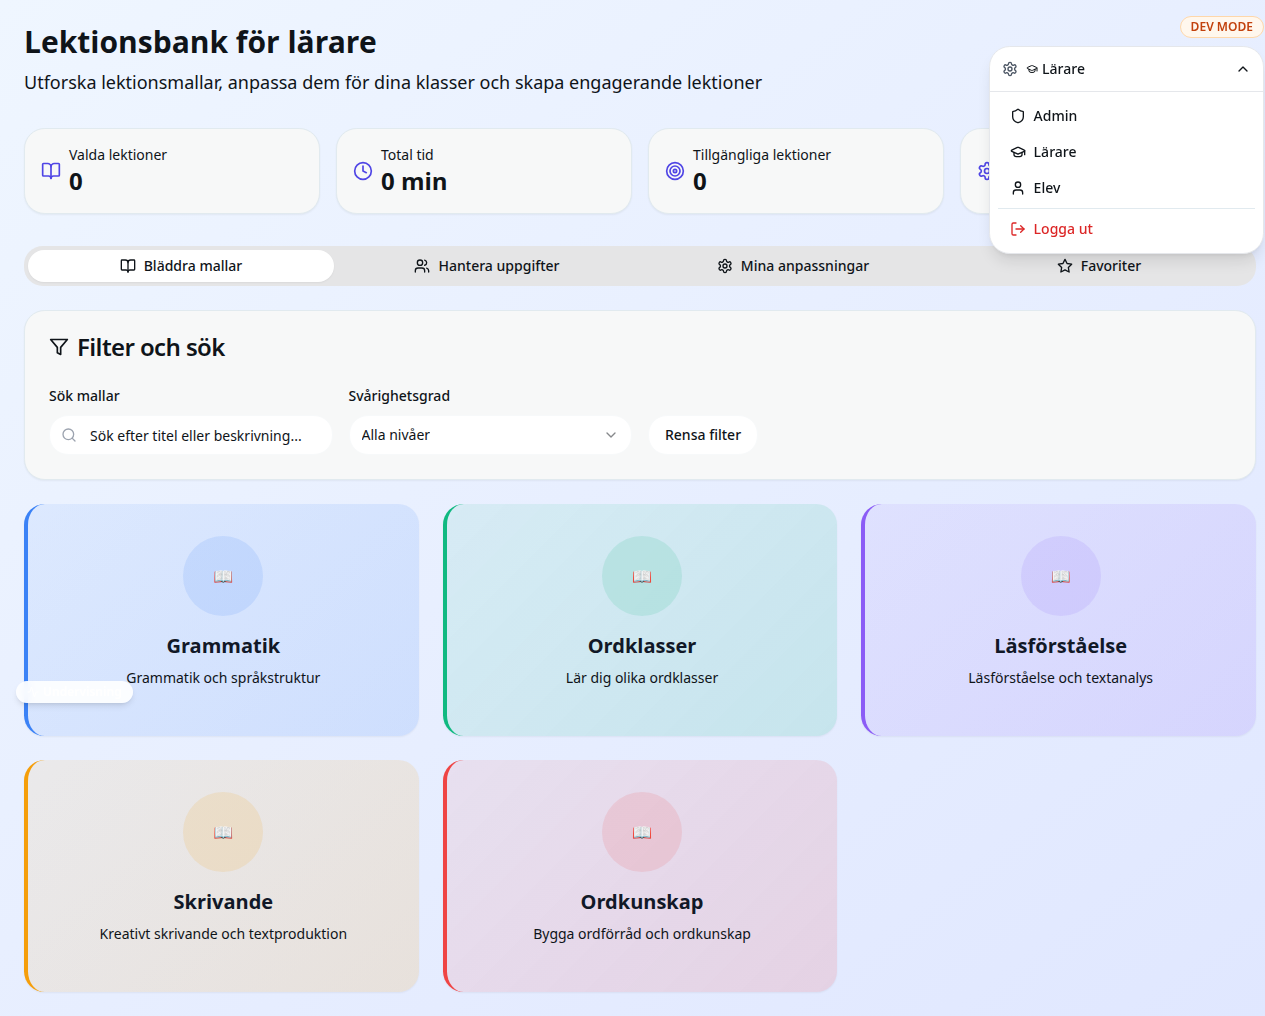 Lektionsbank för lärare
Utforska lektionsmallar, anpassa dem för dina klasser och skapa engagerande lektioner
DEV MODE
Lärare
Admin
Lärare
Elev
Logga ut
Valda lektioner
0
Total tid
0 min
Tillgängliga lektioner
0
Bläddra mallar
Hantera uppgifter
Mina anpassningar
Favoriter
Filter och sök
Sök mallar
Svårighetsgrad
Sök efter titel eller beskrivning...
Alla nivåer
Rensa filter
Grammatik
Grammatik och språkstruktur
Ordklasser
Lär dig olika ordklasser
Läsförståelse
Läsförståelse och textanalys
Skrivande
Kreativt skrivande och textproduktion
Ordkunskap
Bygga ordförråd och ordkunskap